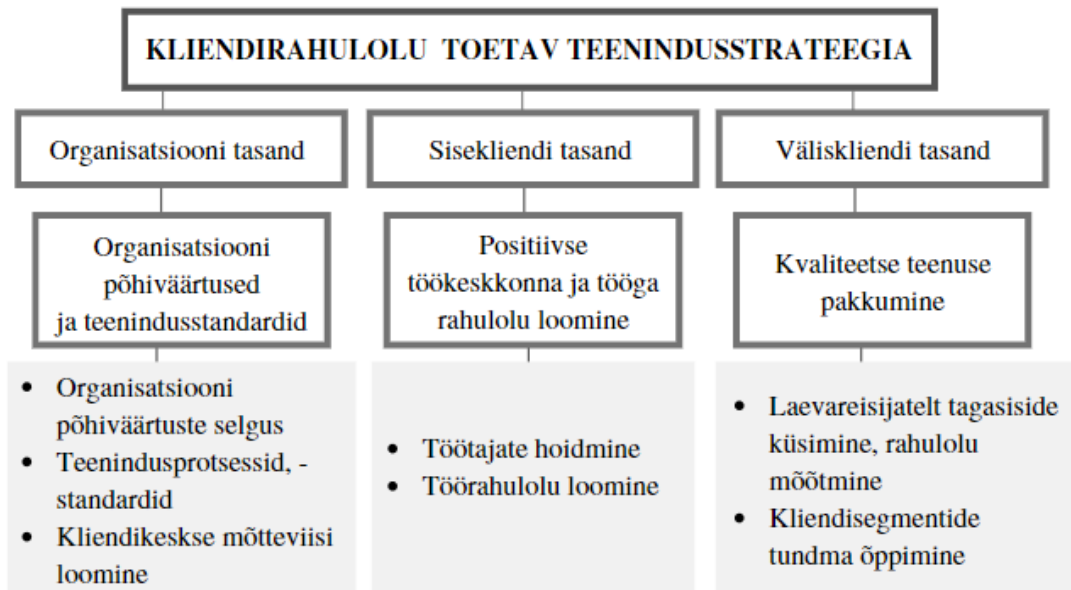 KLIENDIRAHULOLU TOETAV TEENINDUSSTRATEEGIA
Organisatsiooni tasand
Sisekliendi tasand
Väliskliendi tasand
Organisatsiooni
põhiväärtused
ja teenindusstandardid
Positiivse
töökeskkonna ja tööga
rahulolu loomine
Kvaliteetse teenuse
pakkumine
• Organisatsiooni
põhiväärtuste selgus
• Teenindusprotsessid, -
standardid
• Kliendikeskse mõtteviisi
loomine
• Töötajate hoidmine
• Töörahulolu loomine
• Laevareisijatelt tagasiside
küsimine, rahulolu
mõõtmine
• Kliendisegmentide
tundma õppimine